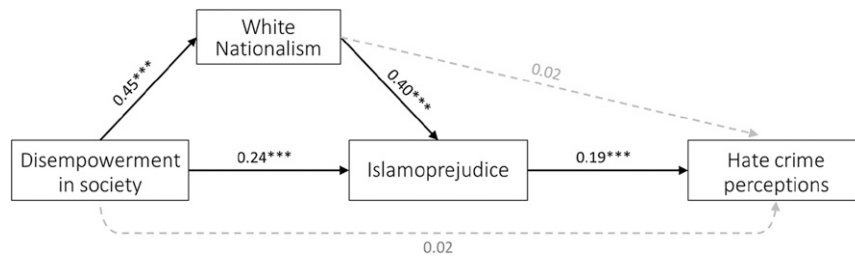 White
Nationalism
0.45***
0.40***
0.02
Disempowerment
in society
0.24***
Islamoprejudice
0.19***
Hate crime
perceptions
0.02